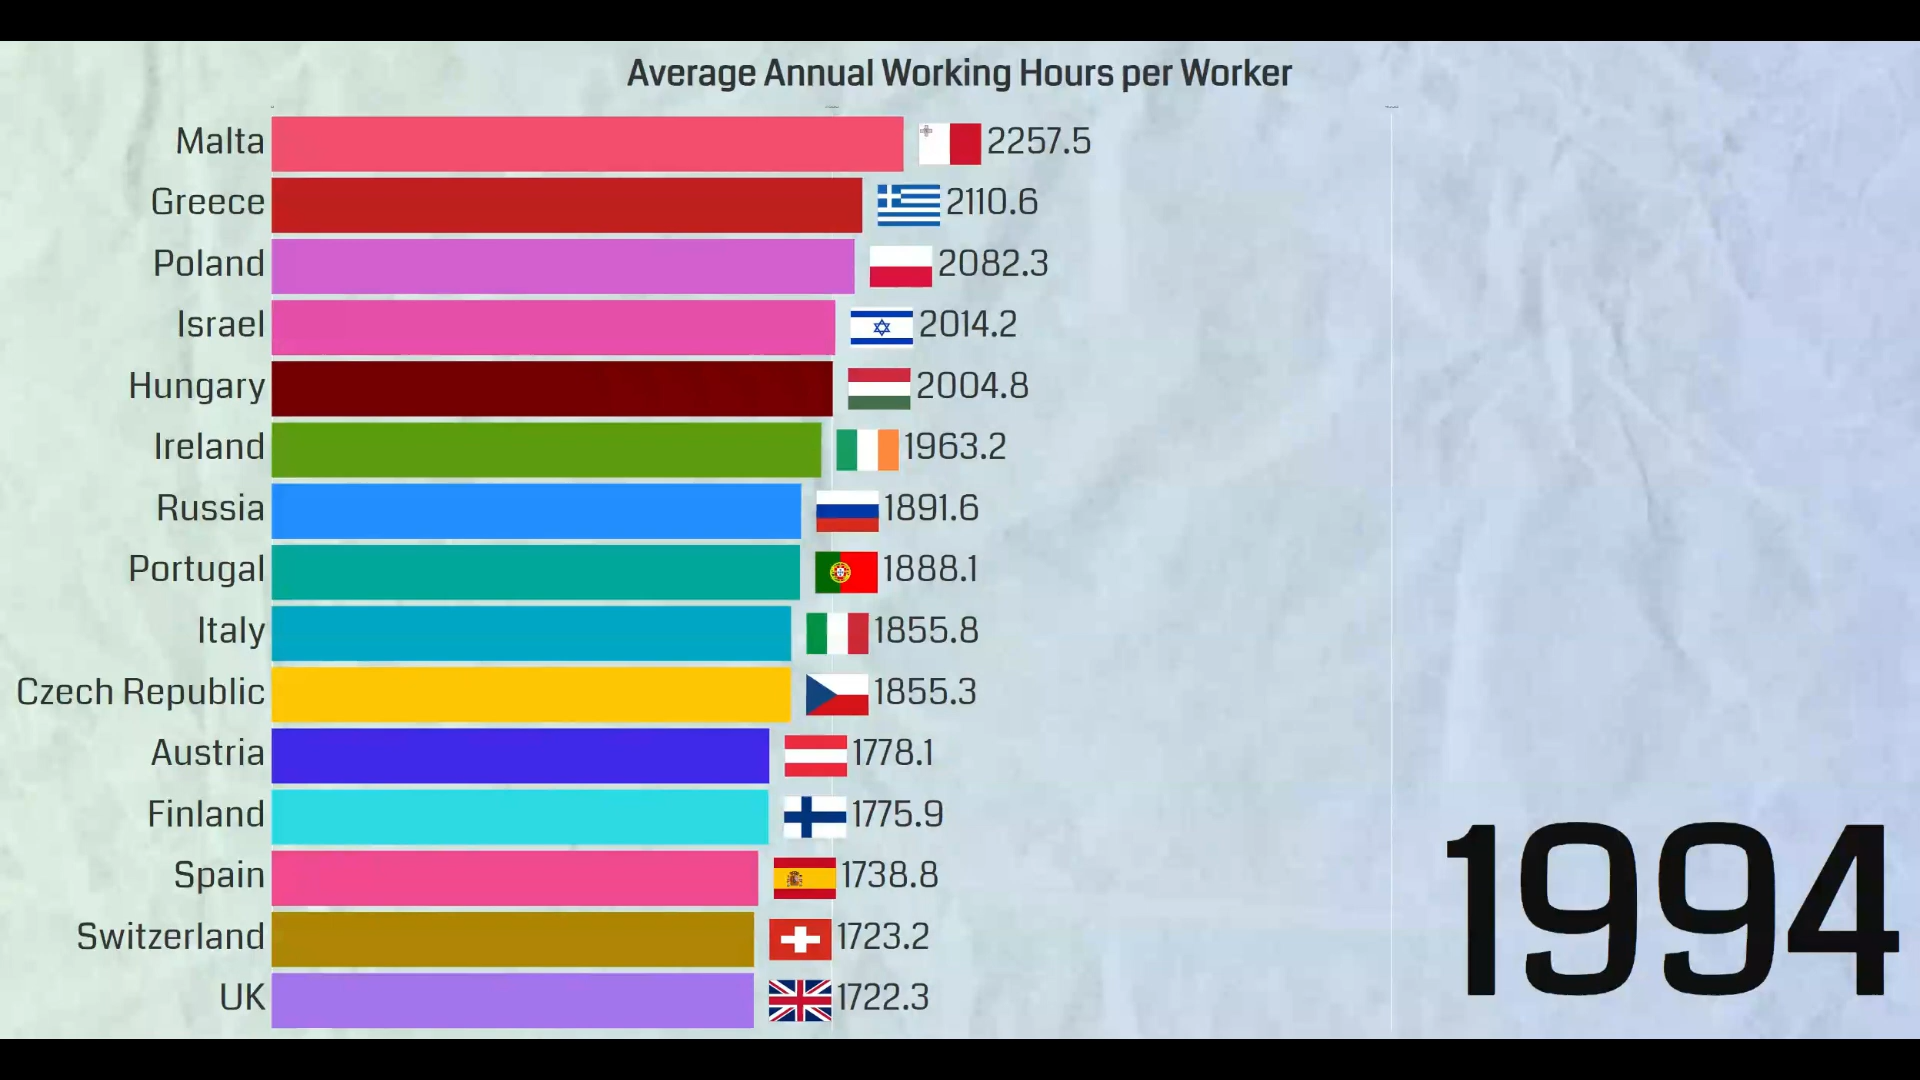 Average Annual Working Hours per Worker
Malta 2257.5
Greece 2110.6
Poland 2082.3
Israel 2014.2
Hungary 2004.8
Ireland 1963.2
Russia 1891.6
Portugal 1888.1
Italy 1855.8
Czech Republic 1855.3
Austria 1778.1
Finland 1775.9
Spain 1738.8
Switzerland 1723.2
UK 1722.3
1994